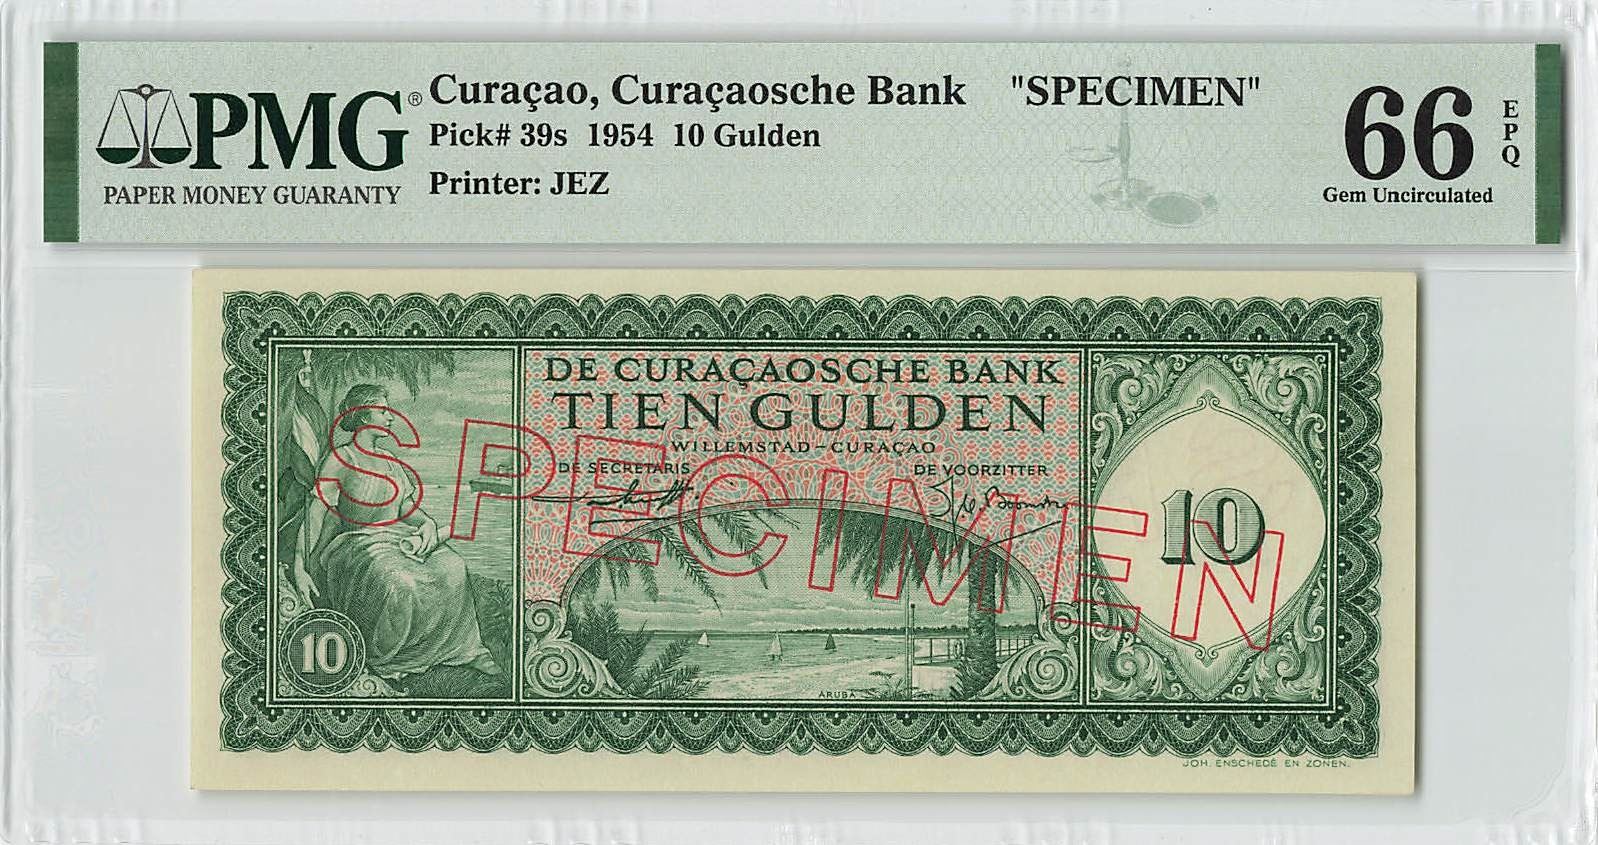 PMG®
PAPER MONEY GUARANTY
Curaçao, Curaçaosche Bank "SPECIMEN"
Pick# 39s 1954 10 Gulden
Printer: JEZ
66
EPQ
Gem Uncirculated
DE CURAÇAOSCHE BANK
TIEN GULDEN
WILLEMSTAD-CURAÇAO
DE SECRETARIS DE VOORZITTER
SPECIMEN
10
10
ARUBA
JOH. ENSCHEDÉ EN ZONEN.